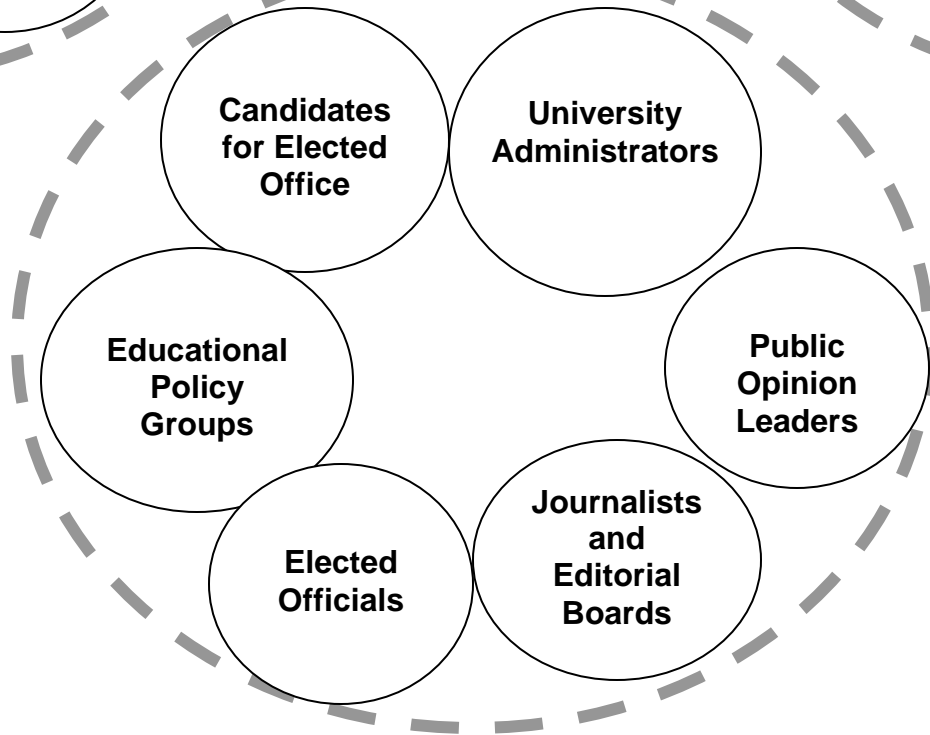 Candidates
for Elected
Office
University
Administrators
Educational
Policy
Groups
Public
Opinion
Leaders
Elected
Officials
Journalists
and
Editorial
Boards